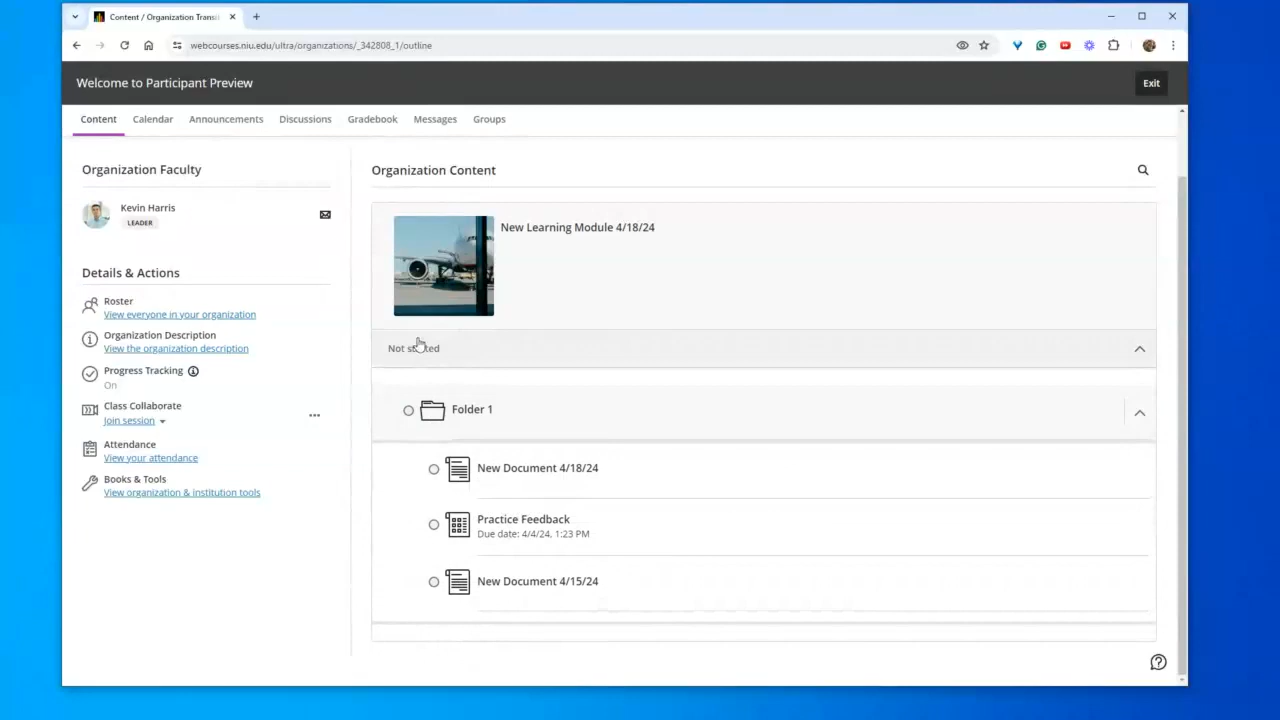 Content / Organization Transi
webcourses.niu.edu/ultra/organizations/_342808_1/outline
Welcome to Participant Preview
Exit
Content
Calendar
Announcements
Discussions
Gradebook
Messages
Groups
Organization Faculty
Kevin Harris
LEADER
Details & Actions
Roster
View everyone in your organization
Organization Description
View the organization description
Progress Tracking
On
Class Collaborate
Join session
Attendance
View your attendance
Books & Tools
View organization & institution tools
Organization Content
New Learning Module 4/18/24
Not started
Folder 1
New Document 4/18/24
Practice Feedback
Due date: 4/4/24, 1:23 PM
New Document 4/15/24